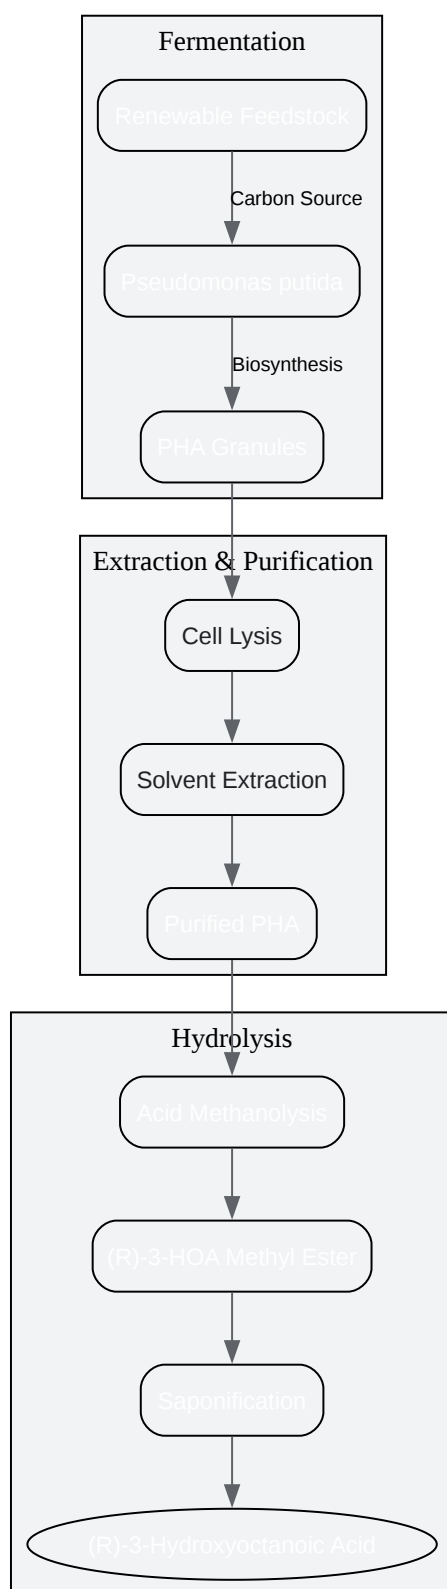 Fermentation
Renewable Feedstock
Carbon Source
Pseudomonas putida
Biosynthesis
PHA Granules
Extraction & Purification
Cell Lysis
Solvent Extraction
Purified PHA
Hydrolysis
Acid Methanolysis
(R)-3-HOA Methyl Ester
Saponification
(R)-3-Hydroxyoctanoic Acid